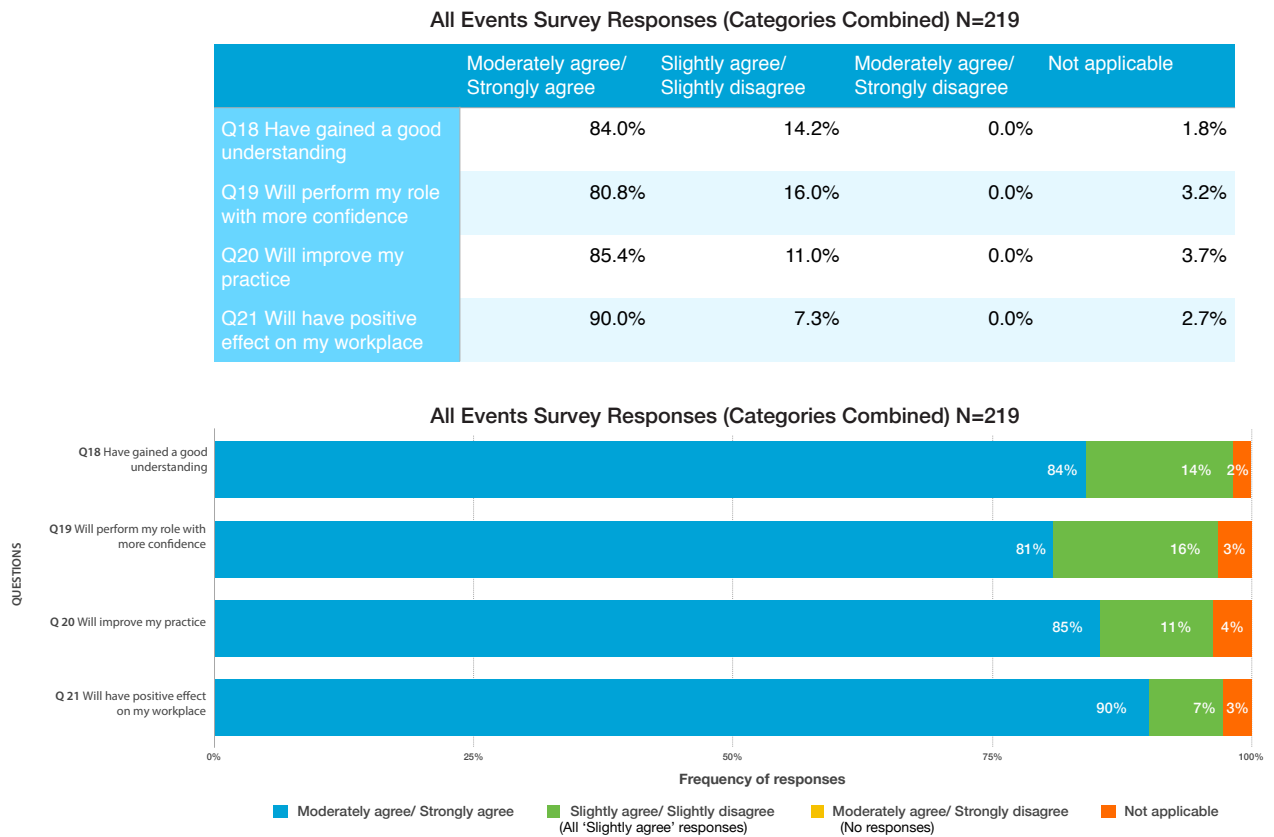 All Events Survey Responses (Categories Combined) N=219
Moderately agree/ Slightly agree/ Moderately agree/ Not applicable
Strongly agree Slightly disagree Strongly disagree
Q18 Have gained a good 84.0% 14.2% 0.0% 1.8%
understanding
Q19 Will perform my role 80.8% 16.0% 0.0% 3.2%
with more confidence
Q20 Will improve my 85.4% 11.0% 0.0% 3.7%
practice
Q21 Will have positive 90.0% 7.3% 0.0% 2.7%
effect on my workplace
All Events Survey Responses (Categories Combined) N=219
QUESTIONS
Q18 Have gained a good
understanding
84% 14% 2%
Q19 Will perform my role with
more confidence
81% 16% 3%
Q 20 Will improve my practice
85% 11% 4%
Q 21 Will have positive effect
on my workplace
90% 7% 3%
0% 25% 50% 75% 100%
Frequency of responses
Moderately agree/ Strongly agree Slightly agree/ Slightly disagree Moderately agree/ Strongly disagree Not applicable
(All ‘Slightly agree’ responses) (No responses)